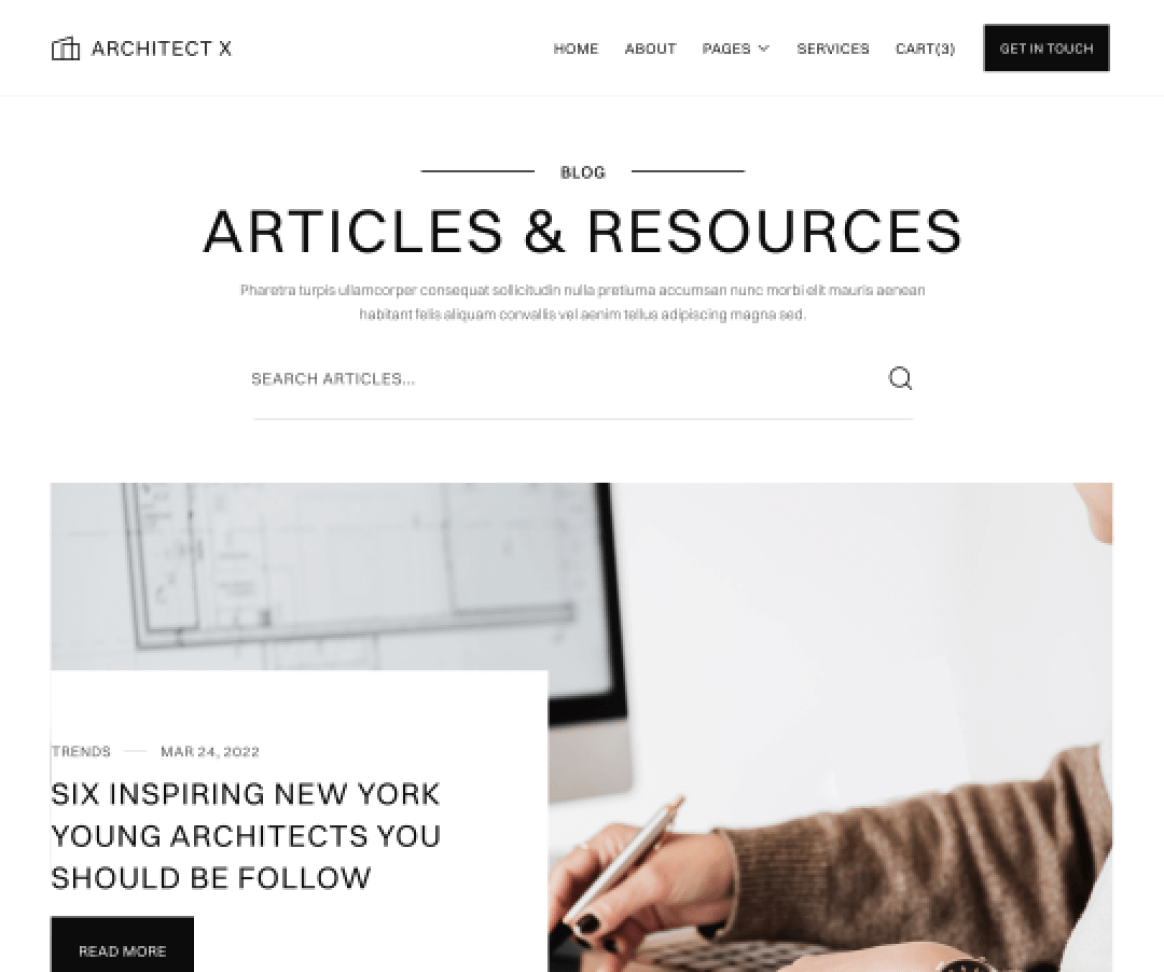 ARCHITECT X
HOME ABOUT PAGES SERVICES CART(3) GET IN TOUCH
BLOG
ARTICLES & RESOURCES
Pharetra turpis ullamcorper consequat sollicitudin nulla pretiuma accumsan nunc morbi elit mauris aenean
habitant felis aliquam convallis vel aenim tellus adipiscing magna sed.
SEARCH ARTICLES...
TRENDS MAR 24, 2022
SIX INSPIRING NEW YORK
YOUNG ARCHITECTS YOU
SHOULD BE FOLLOW
READ MORE